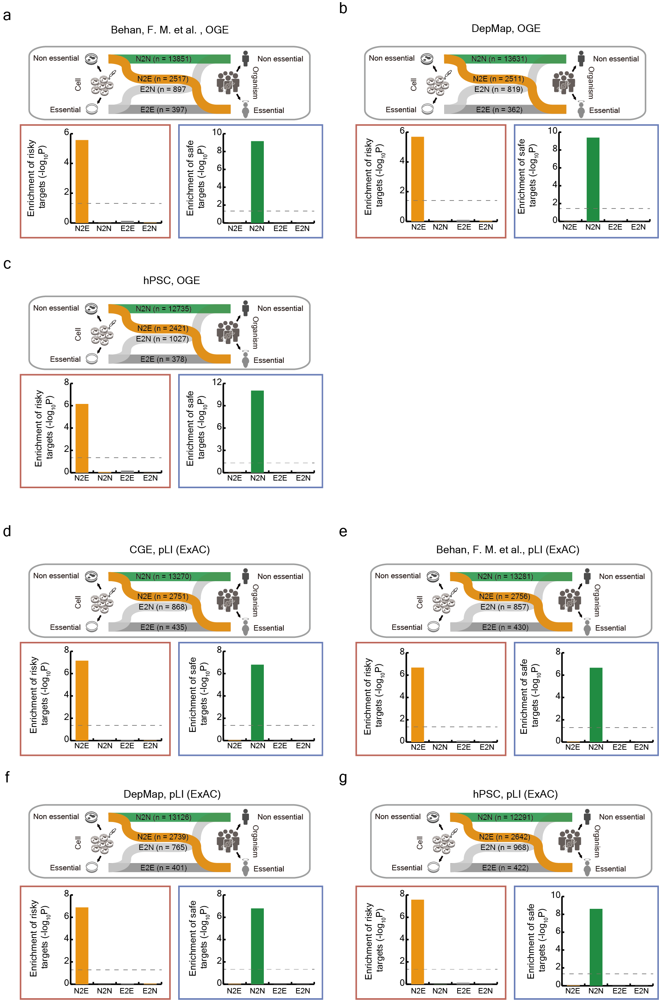 a
Behan, F. M. et al. , OGE
Non essential
N2N (n = 13851)
Non essential
Cell
N2E (n = 2517)
E2N (n = 897
Organism
Essential
E2E (n = 397)
Essential
Enrichment of risky
targets (-log10P)
6
4
2
0
N2E N2N E2E E2N
Enrichment of safe
targets (-log10P)
10
8
6
4
2
0
N2E N2N E2E E2N
b
DepMap, OGE
Non essential
N2N (n = 13631)
Non essential
Cell
N2E (n = 2511)
E2N (n = 819)
Organism
Essential
E2E (n = 362)
Essential
Enrichment of risky
targets (-log10P)
6
4
2
0
N2E N2N E2E E2N
Enrichment of safe
targets (-log10P)
10
8
6
4
2
0
N2E N2N E2E E2N
c
hPSC, OGE
Non essential
N2N (n = 12735)
Non essential
Cell
N2E (n = 2421)
E2N (n = 1027)
Organism
Essential
E2E (n = 378)
Essential
Enrichment of risky
targets (-log10P)
8
6
4
2
0
N2E N2N E2E E2N
Enrichment of safe
targets (-log10P)
12
9
6
3
0
N2E N2N E2E E2N
d
CGE, pLI (ExAC)
Non essential
N2N (n = 13270)
Non essential
Cell
N2E (n = 2751)
E2N (n = 868)
Organism
Essential
E2E (n = 435)
Essential
Enrichment of risky
targets (-log10P)
8
6
4
2
0
N2E N2N E2E E2N
Enrichment of safe
targets (-log10P)
8
6
4
2
0
N2E N2N E2E E2N
e
Behan, F. M. et al., pLI (ExAC)
Non essential
N2N (n = 13281)
Non essential
Cell
N2E (n = 2756)
E2N (n = 857)
Organism
Essential
E2E (n = 430)
Essential
Enrichment of risky
targets (-log10P)
8
6
4
2
0
N2E N2N E2E E2N
Enrichment of safe
targets (-log10P)
8
6
4
2
0
N2E N2N E2E E2N
f
DepMap, pLI (ExAC)
Non essential
N2N (n = 13126)
Non essential
Cell
N2E (n = 2739)
E2N (n = 765)
Organism
Essential
E2E (n = 401)
Essential
Enrichment of risky
targets (-log10P)
8
6
4
2
0
N2E N2N E2E E2N
Enrichment of safe
targets (-log10P)
8
6
4
2
0
N2E N2N E2E E2N
g
hPSC, pLI (ExAC)
Non essential
N2N (n = 12291)
Non essential
Cell
N2E (n = 2642)
E2N (n = 968)
Organism
Essential
E2E (n = 422)
Essential
Enrichment of risky
targets (-log10P)
8
6
4
2
0
N2E N2N E2E E2N
Enrichment of safe
targets (-log10P)
10
8
6
4
2
0
N2E N2N E2E E2N